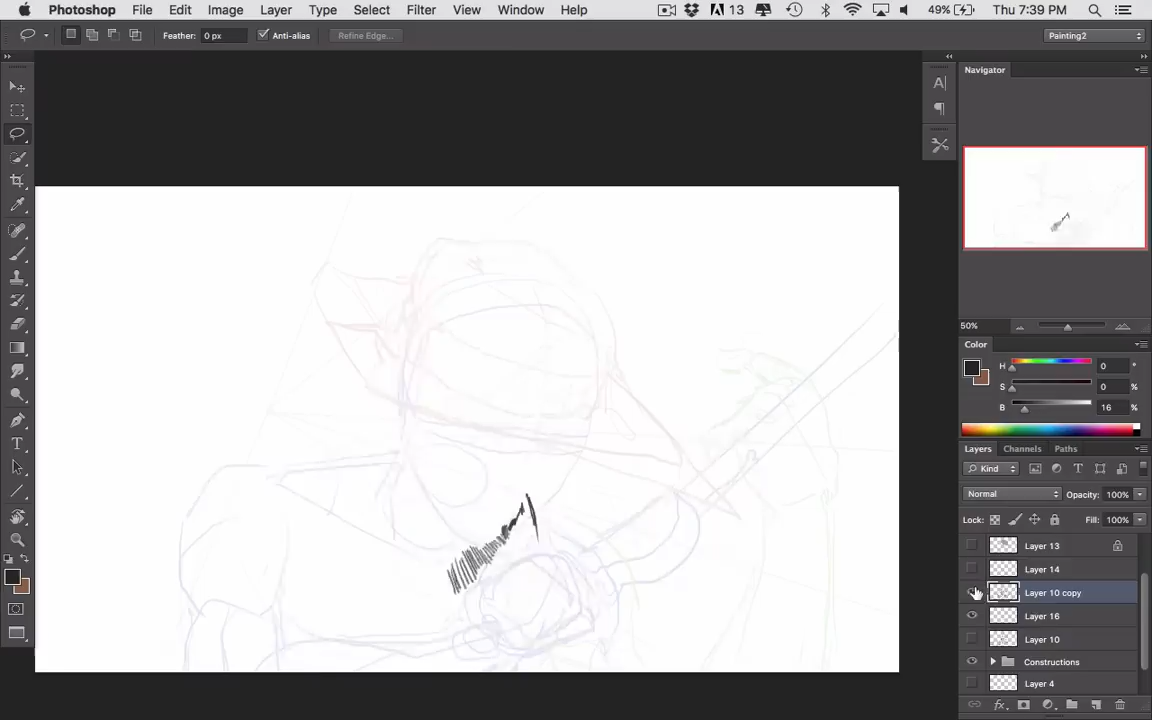 Photoshop File Edit Image Layer Type Select Filter View Window Help 13 49% Thu 7:39 PM
Feather: 0 px Anti-alias Refine Edge... Painting2
Navigator
50%
Color
H 0 °
S 0 %
B 16 %
Layers Channels Paths
Kind
Normal Opacity: 100%
Lock: Fill: 100%
Layer 13
Layer 14
Layer 10 copy
Layer 16
Layer 10
Constructions
Layer 4